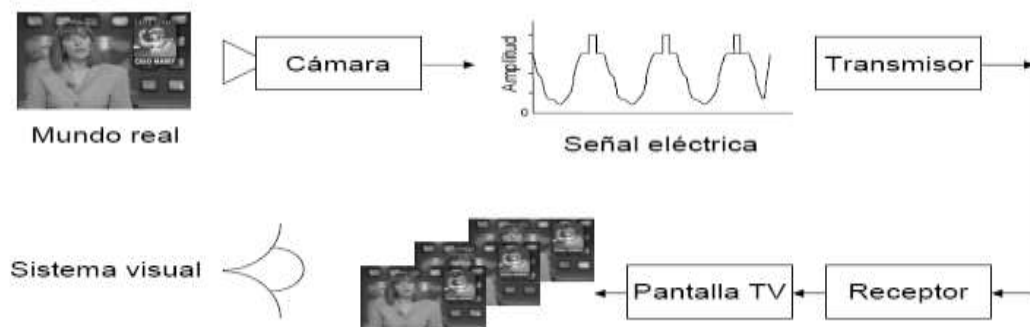 Mundo real
Cámara
Amplitud
0
Señal eléctrica
Transmisor
Sistema visual
Pantalla TV
Receptor